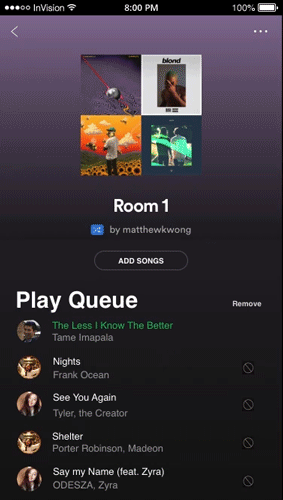 InVision 8:00 PM 100%
blond
Room 1
by matthewkwong
ADD SONGS
Play Queue Remove
The Less I Know The Better
Tame Imapala
Nights
Frank Ocean
See You Again
Tyler, the Creator
Shelter
Porter Robinson, Madeon
Say my Name (feat. Zyra)
ODESZA, Zyra